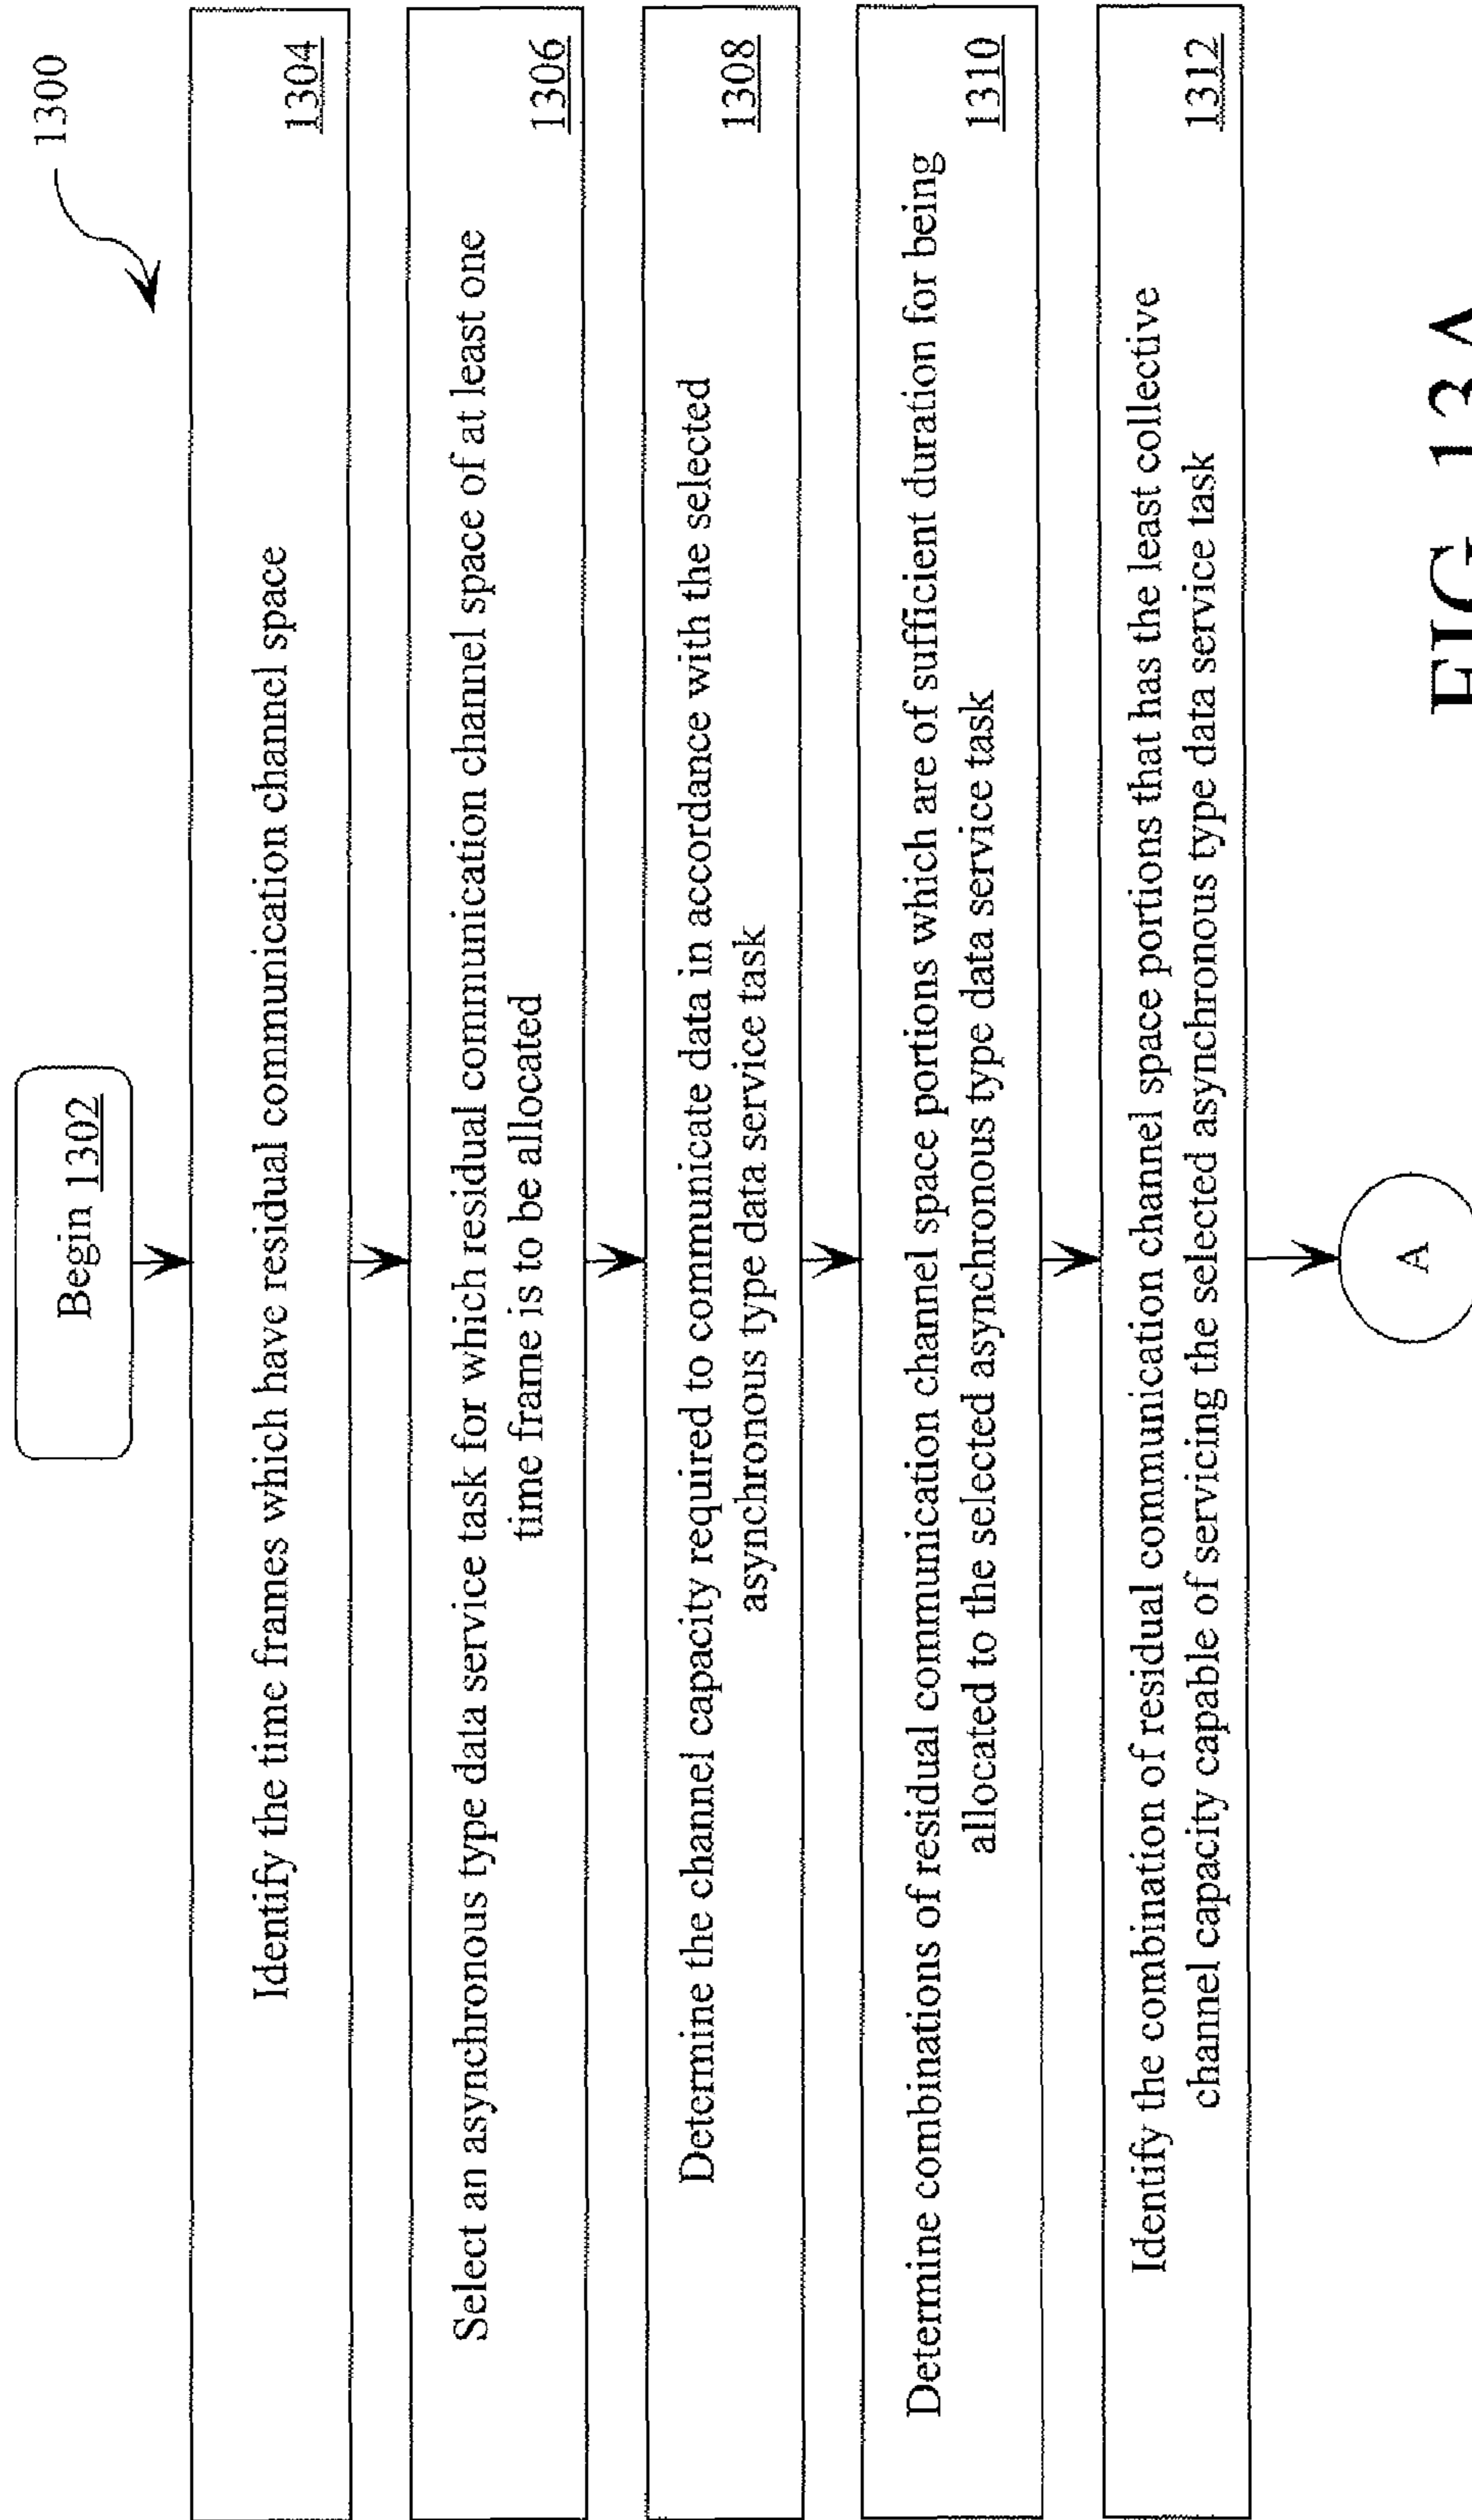 1300
Begin 1302
Identify the time frames which have residual communication channel space
1304
Select an asynchronous type data service task for which residual communication channel space of at least one
time frame is to be allocated
1306
Determine the channel capacity required to communicate data in accordance with the selected
asynchronous type data service task
1308
Determine combinations of residual communication channel space portions which are of sufficient duration for being
allocated to the selected asynchronous type data service task
1310
Identify the combination of residual communication channel space portions that has the least collective
channel capacity capable of servicing the selected asynchronous type data service task
1312
A
FIG. 13A